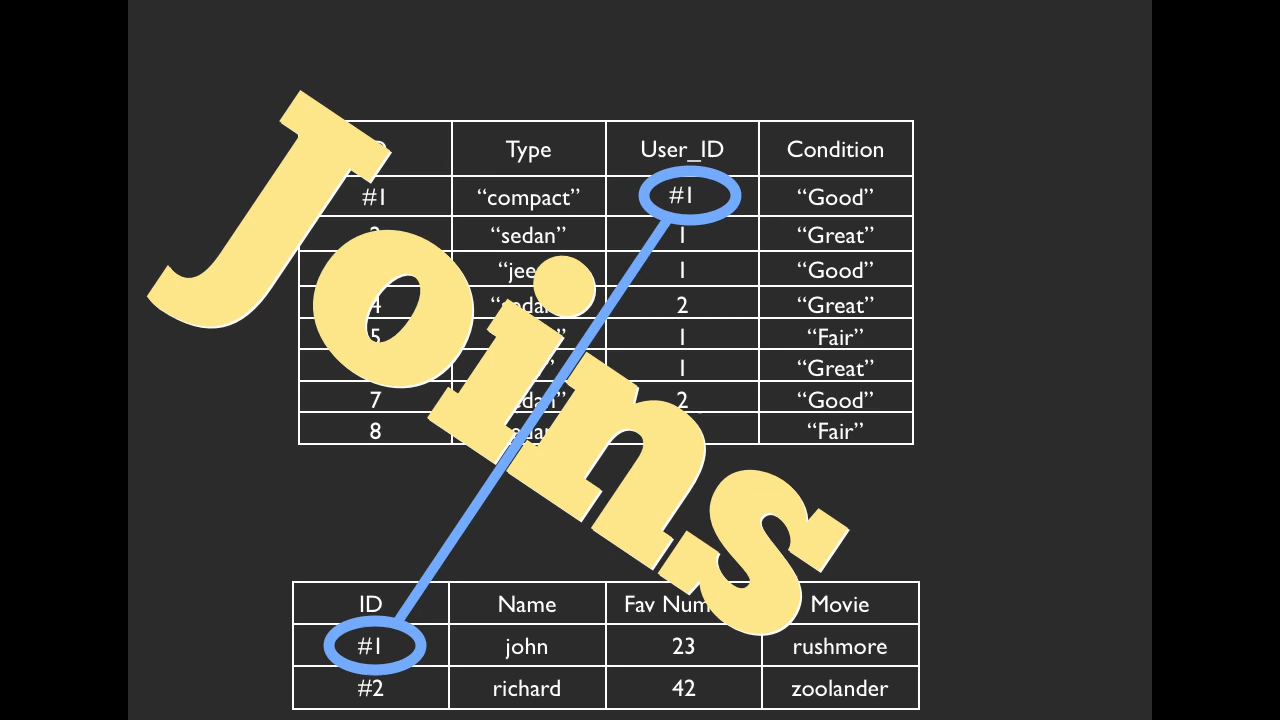 Joins
Type User_ID Condition
#1 “compact” #1 “Good”
“sedan” 1 “Great”
1 “Good”
4 2 “Great”
5 1 “Fair”
1 “Great”
7 2 “Good”
8 “Fair”
ID Name Fav Movie
#1 john 23 rushmore
#2 richard 42 zoolander